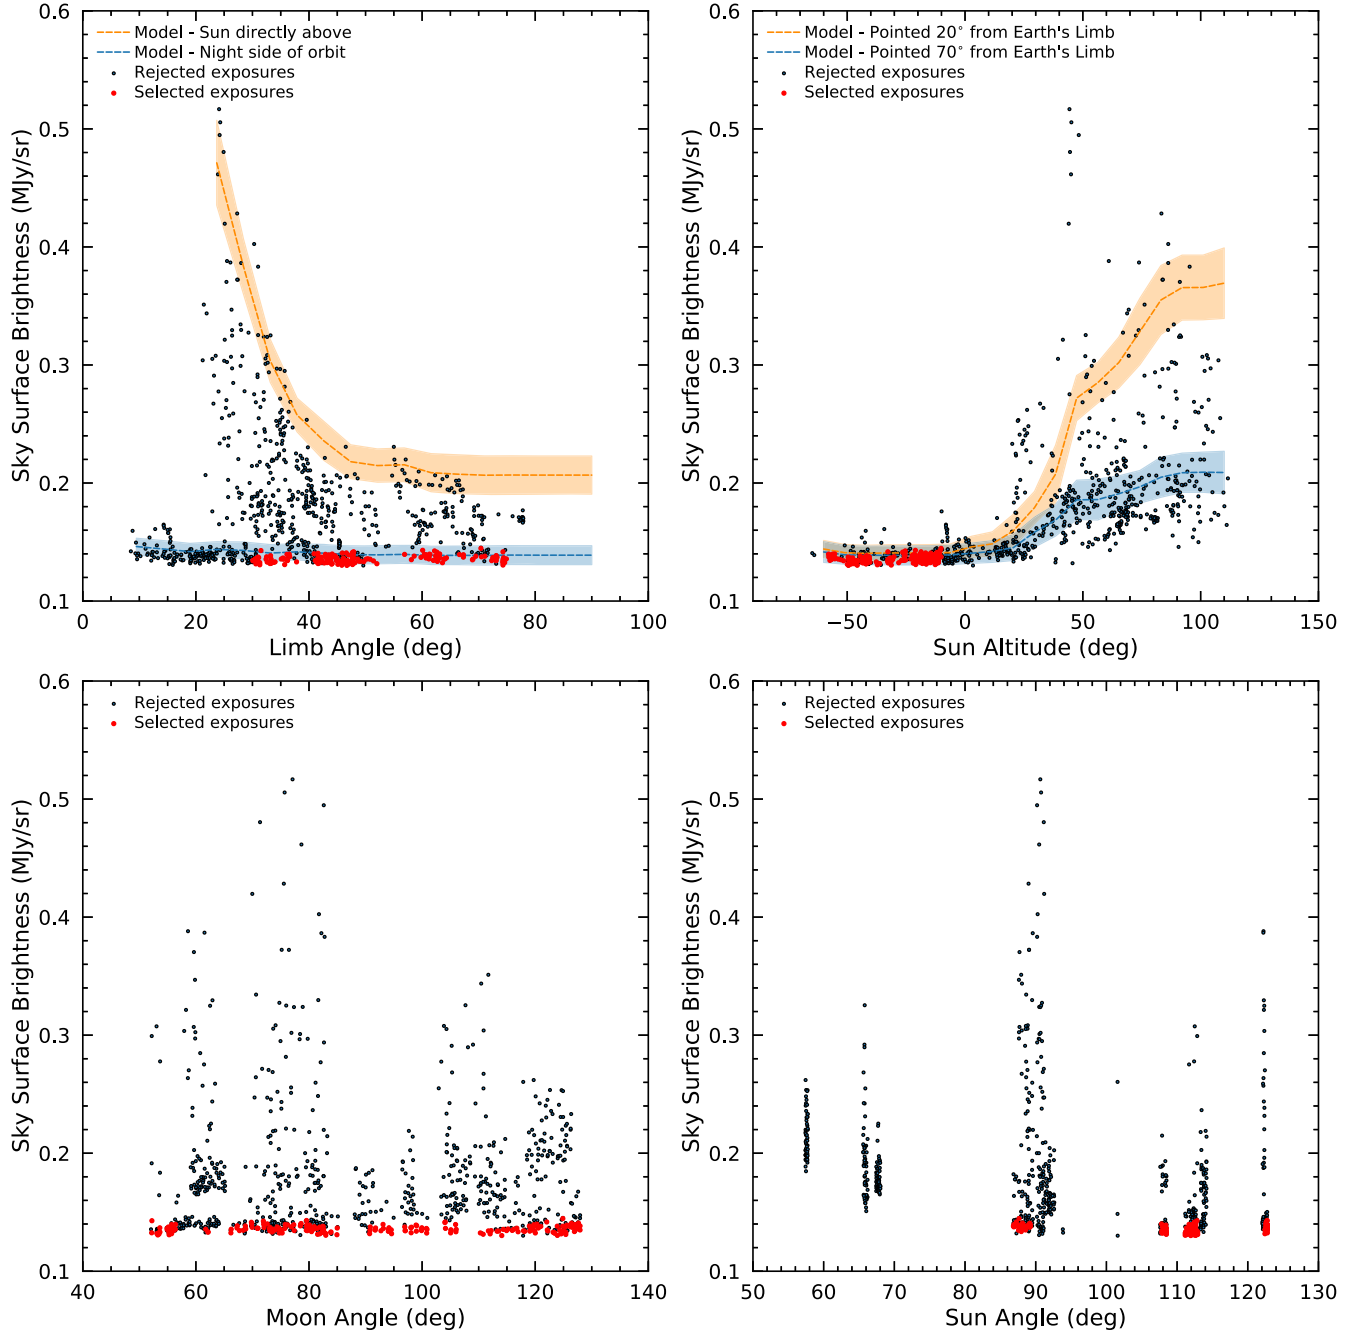 Model - Sun directly above
Model - Night side of orbit
Rejected exposures
Selected exposures
Sky Surface Brightness (MJy/sr)
0.6
0.5
0.4
0.3
0.2
0.1
0 20 40 60 80 100
Limb Angle (deg)
Model - Pointed 20° from Earth's Limb
Model - Pointed 70° from Earth's Limb
Rejected exposures
Selected exposures
Sky Surface Brightness (MJy/sr)
0.6
0.5
0.4
0.3
0.2
0.1
−50 0 50 100 150
Sun Altitude (deg)
Rejected exposures
Selected exposures
Sky Surface Brightness (MJy/sr)
0.6
0.5
0.4
0.3
0.2
0.1
40 60 80 100 120 140
Moon Angle (deg)
Rejected exposures
Selected exposures
Sky Surface Brightness (MJy/sr)
0.6
0.5
0.4
0.3
0.2
0.1
50 60 70 80 90 100 110 120 130
Sun Angle (deg)